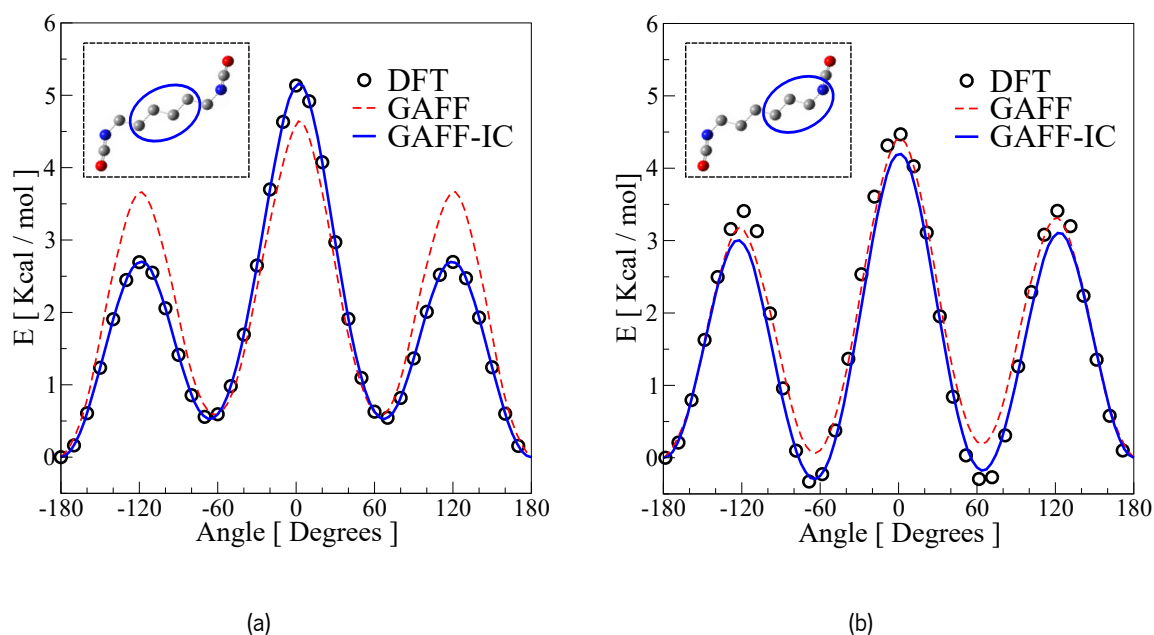 6
5
4
3
2
1
0
E [ Kcal / mol ]
DFT
GAFF
GAFF-IC
-180 -120 -60 0 60 120 180
Angle [ Degrees ]
(a)
6
5
4
3
2
1
0
E [ Kcal / mol ]
DFT
GAFF
GAFF-IC
-180 -120 -60 0 60 120 180
Angle [ Degrees ]
(b)